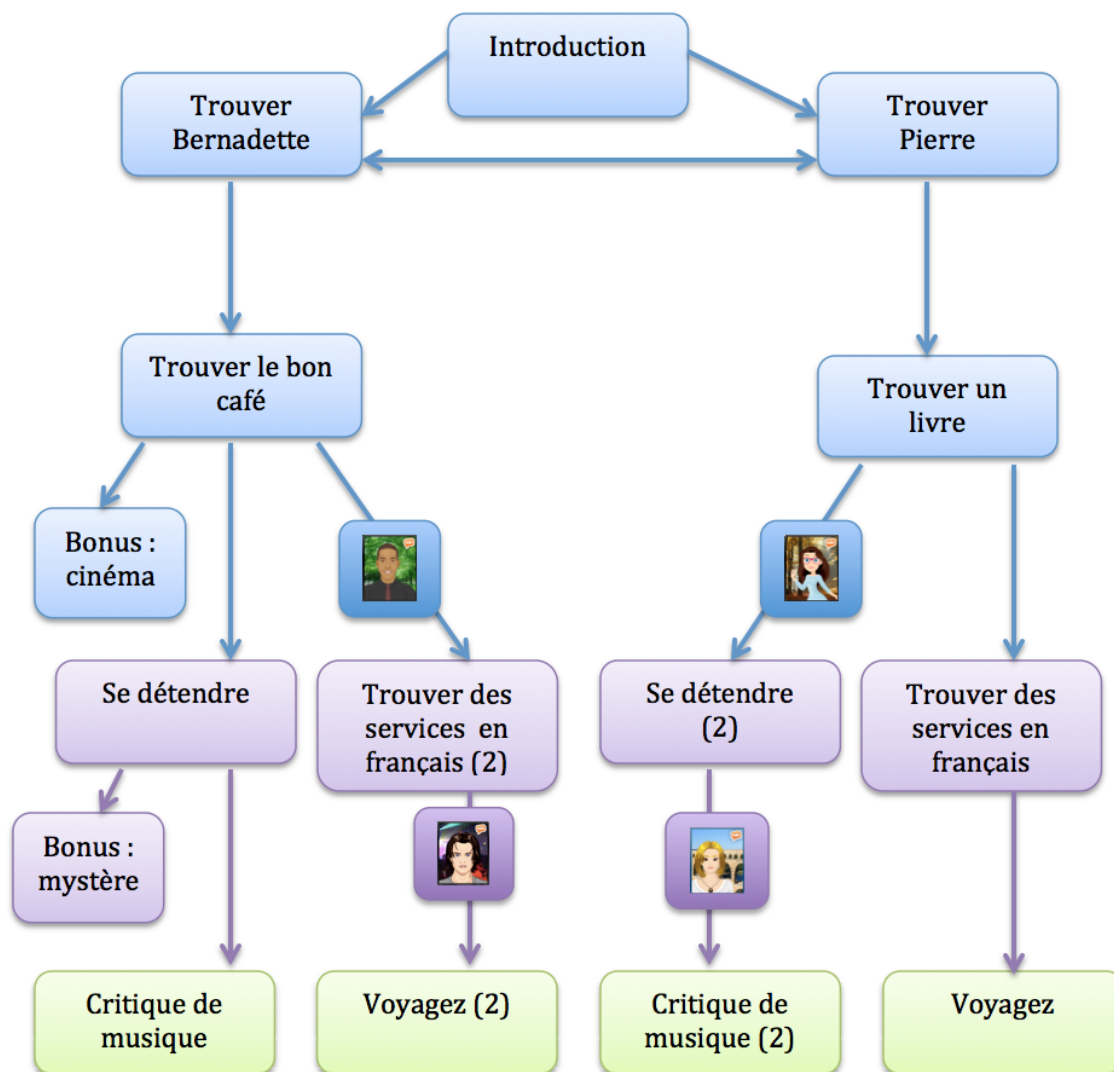 Introduction
Trouver
Bernadette
Trouver
Pierre
Trouver le bon
café
Trouver un
livre
Bonus :
cinéma
Se détendre
Trouver des
services en
français (2)
Se détendre
(2)
Trouver des
services en
français
Bonus :
mystère
Critique de
musique
Voyagez (2)
Critique de
musique (2)
Voyagez